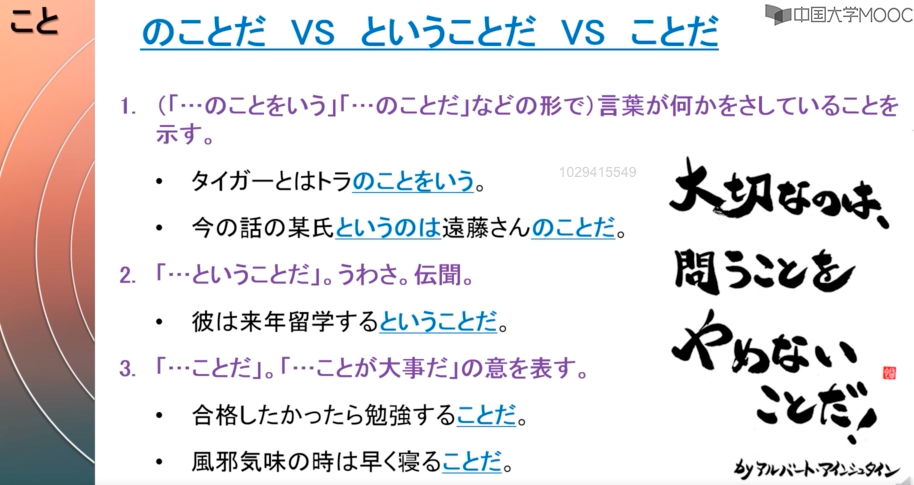 こと
のことだ VS ということだ VS ことだ
中国大学MOOC
1. （「…のことをいう」「…のことだ」などの形で）言葉が何かをさしていることを
示す。
• タイガーとはトラのことをいう。
1029415549
• 今の話の某氏というのは遠藤さんのことだ。
2. 「…ということだ」。うわさ。伝聞。
• 彼は来年留学するということだ。
3. 「…ことだ」。「…ことが大事だ」の意を表す。
• 合格したかったら勉強することだ。
• 風邪気味の時は早く寝ることだ。
大切なのは、
問うことを
やめない
ことだ！
byアルバート・アインシュタイン